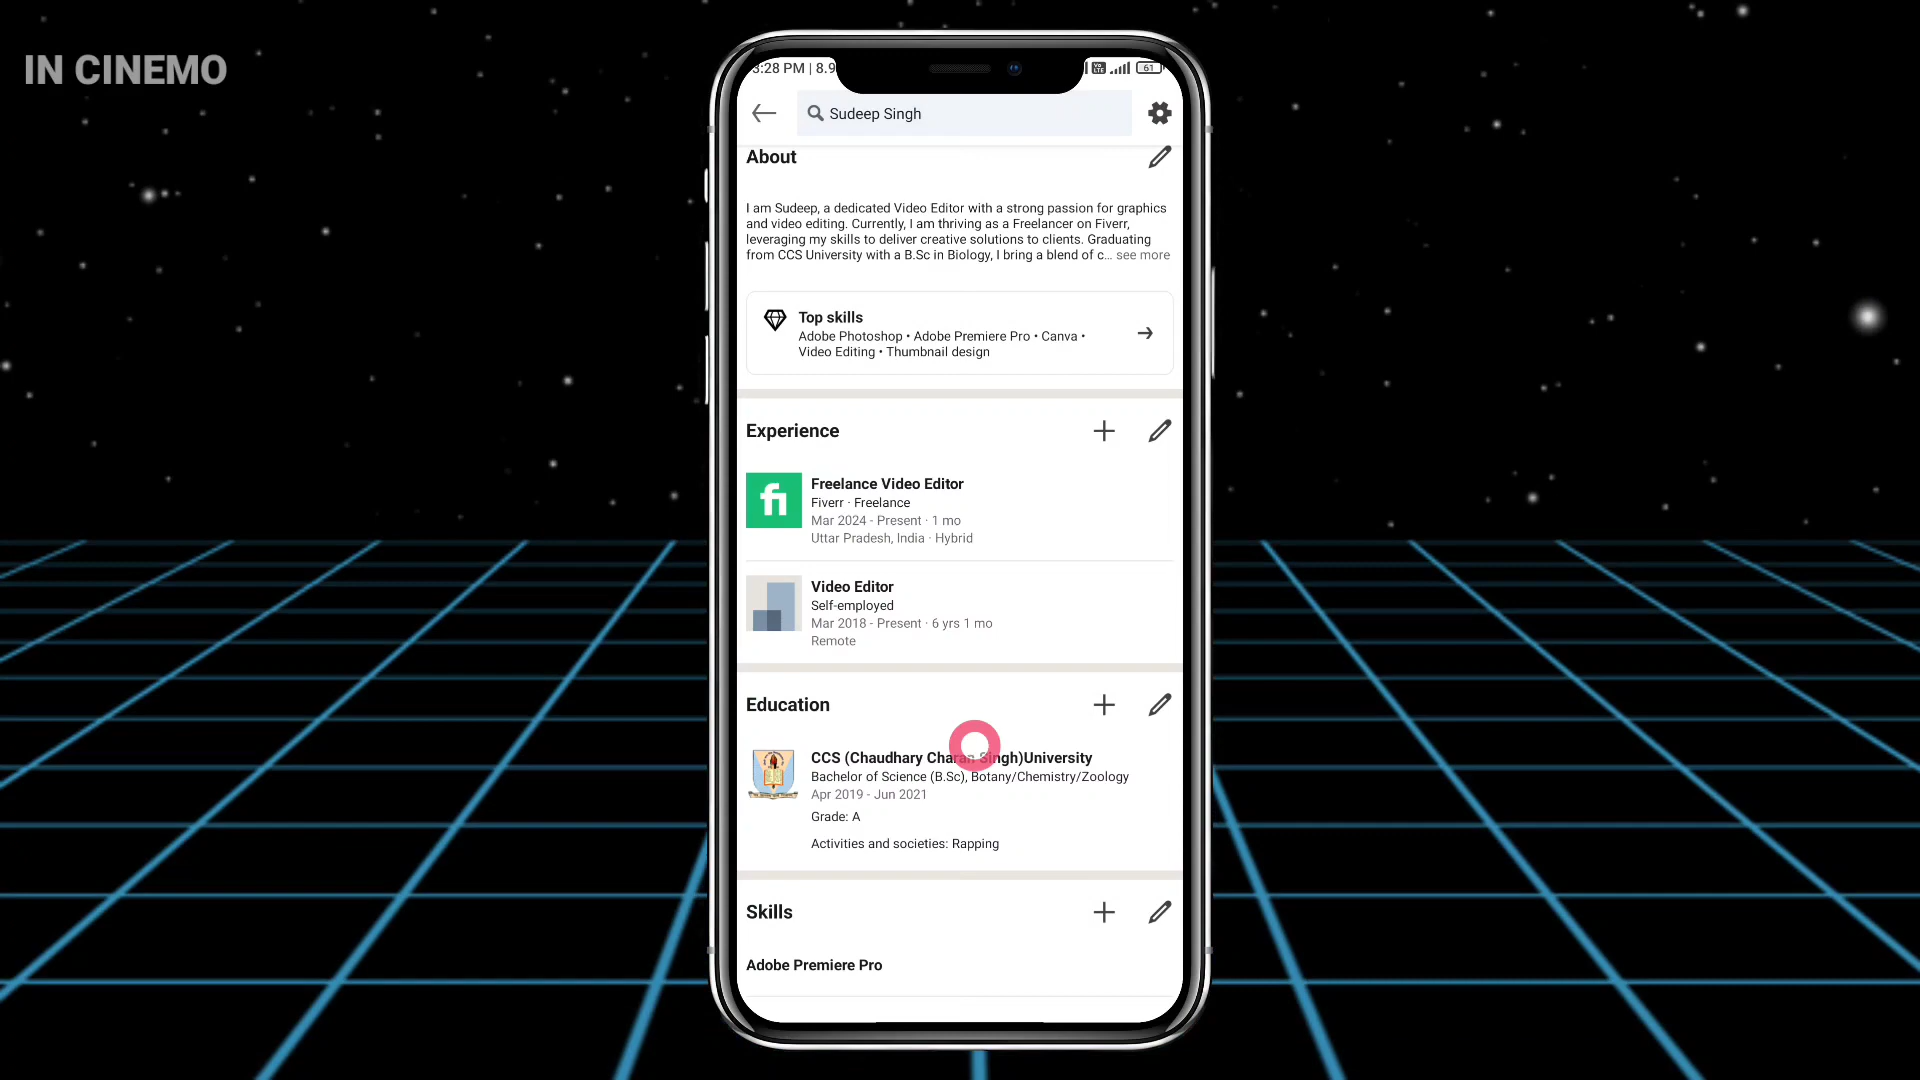 IN CINEMO
3:28 PM | 8.9
Vo LTE
61
Sudeep Singh
About
I am Sudeep, a dedicated Video Editor with a strong passion for graphics
and video editing. Currently, I am thriving as a Freelancer on Fiverr,
leveraging my skills to deliver creative solutions to clients. Graduating
from CCS University with a B.Sc in Biology, I bring a blend of c... see more
Top skills
Adobe Photoshop • Adobe Premiere Pro • Canva •
Video Editing • Thumbnail design
Experience
fi
Freelance Video Editor
Fiverr · Freelance
Mar 2024 - Present · 1 mo
Uttar Pradesh, India · Hybrid
Video Editor
Self-employed
Mar 2018 - Present · 6 yrs 1 mo
Remote
Education
CCS (Chaudhary Charan Singh)University
Bachelor of Science (B.Sc), Botany/Chemistry/Zoology
Apr 2019 - Jun 2021
Grade: A
Activities and societies: Rapping
Skills
Adobe Premiere Pro